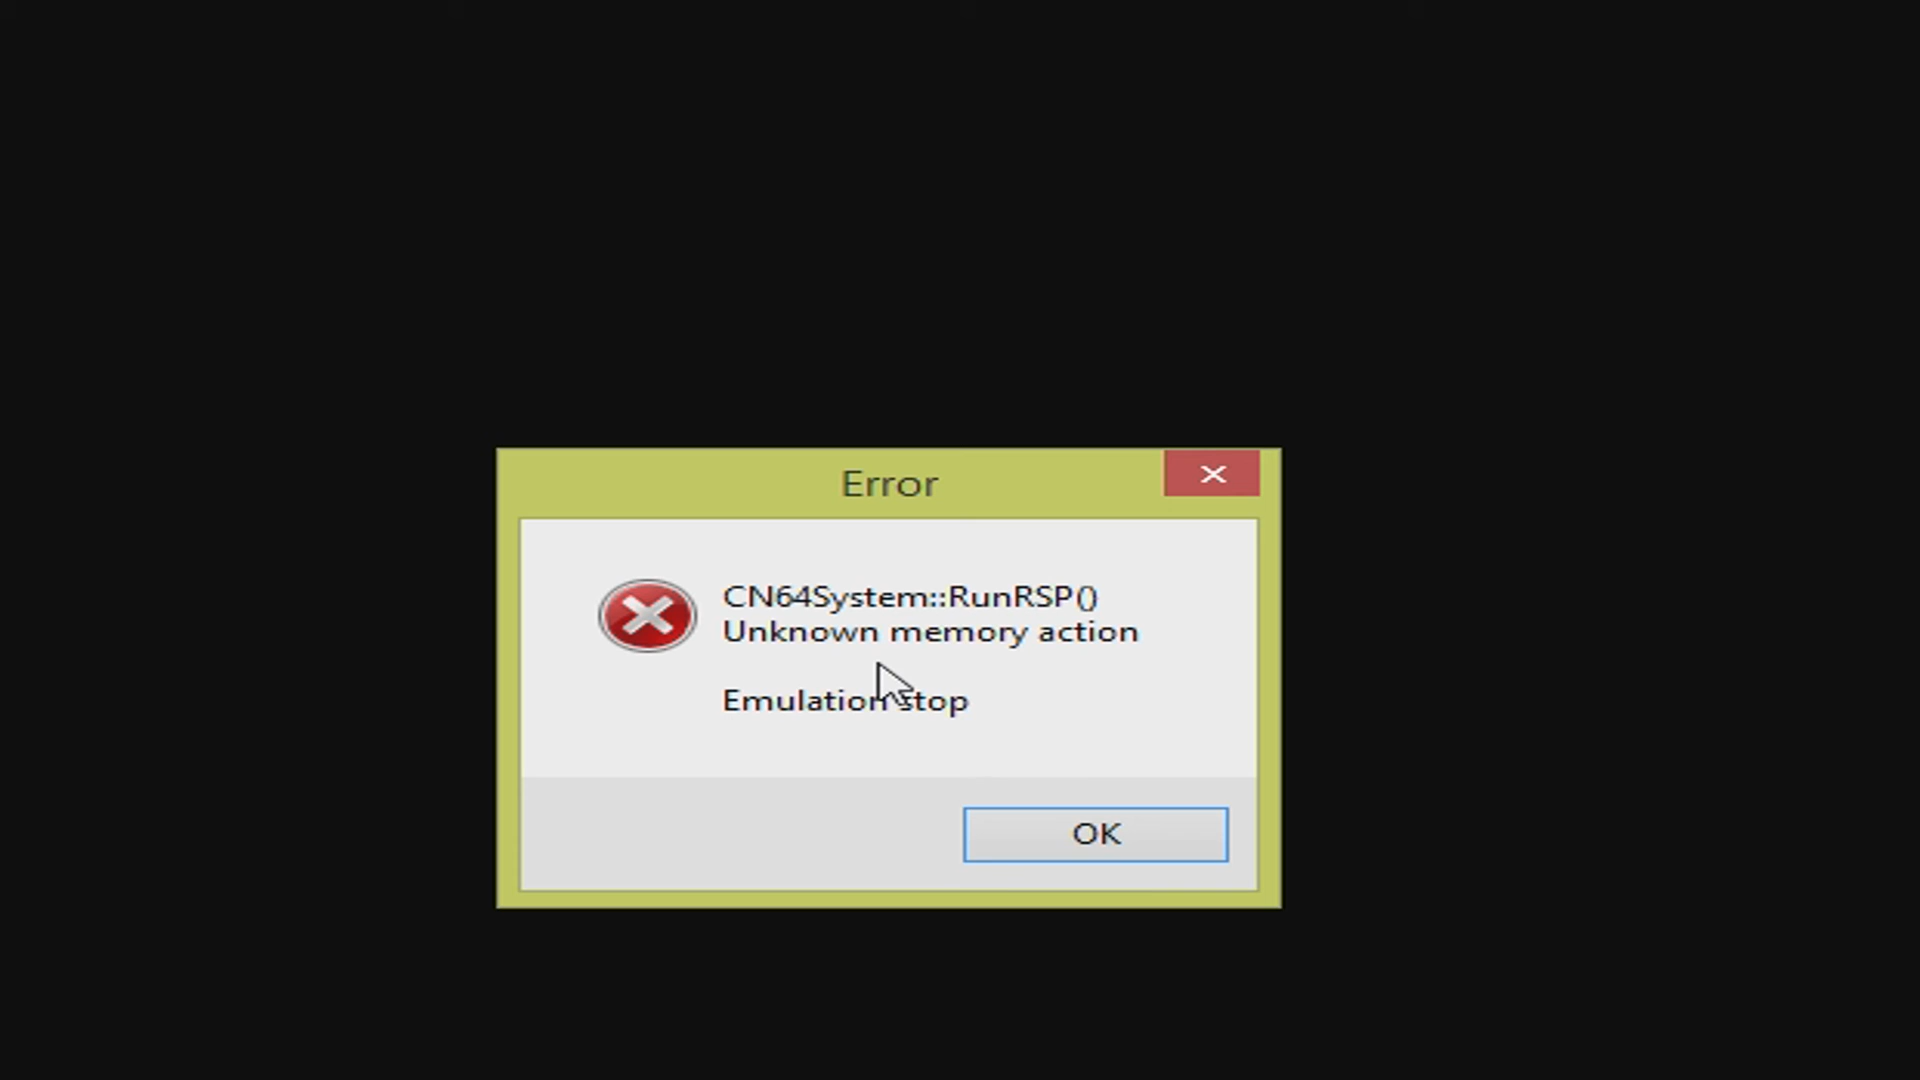 Error
CN64System::RunRSP()
Unknown memory action
Emulation stop
OK